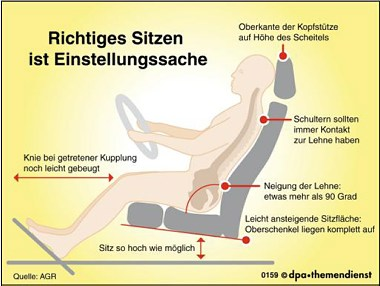 Richtiges Sitzen
ist Einstellungssache
Oberkante der Kopfstütze
auf Höhe des Scheitels
Schultern sollten
immer Kontakt
zur Lehne haben
Knie bei getretener Kupplung
noch leicht gebeugt
Neigung der Lehne:
etwas mehr als 90 Grad
Leicht ansteigende Sitzfläche:
Oberschenkel liegen komplett auf
Sitz so hoch wie möglich
Quelle: AGR
0159 © dpa•themendienst